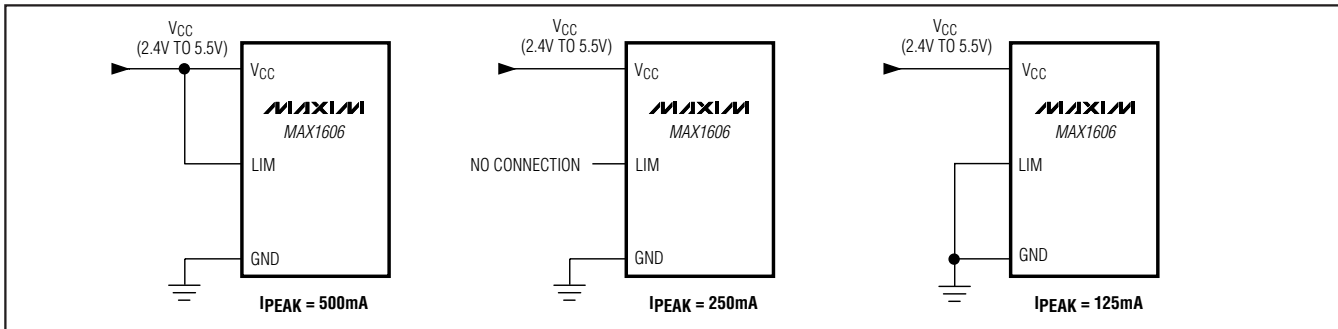 VCC
(2.4V TO 5.5V)
VCC
MAXIM
MAX1606
LIM
GND
IPEAK = 500mA
VCC
(2.4V TO 5.5V)
VCC
MAXIM
MAX1606
NO CONNECTION
LIM
GND
IPEAK = 250mA
VCC
(2.4V TO 5.5V)
VCC
MAXIM
MAX1606
LIM
GND
IPEAK = 125mA